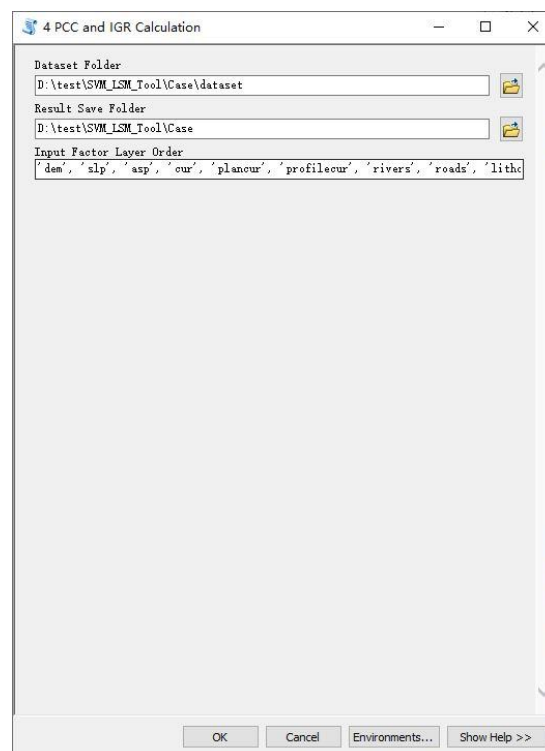 4 PCC and IGR Calculation
Dataset Folder
D:\test\SVM_LSM_Tool\Case\dataset
Result Save Folder
D:\test\SVM_LSM_Tool\Case
Input Factor Layer Order
'dem', 'slp', 'asp', 'cur', 'plancur', 'profilecur', 'rivers', 'roads', 'litho
OK Cancel Environments... Show Help >>